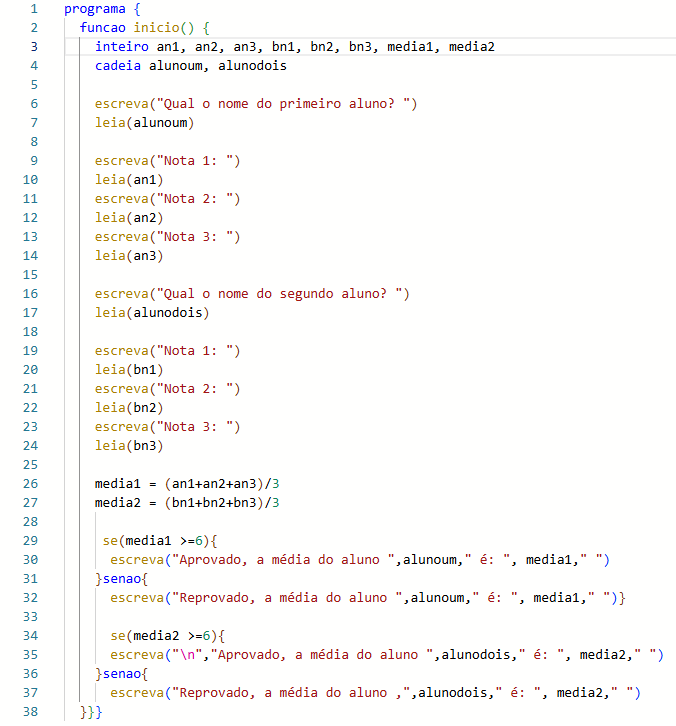 1 programa {
2 funcao inicio() {
3 inteiro an1, an2, an3, bn1, bn2, bn3, media1, media2
4 cadeia alunoum, alunodois
5
6 escreva("Qual o nome do primeiro aluno? ")
7 leia(alunoum)
8
9 escreva("Nota 1: ")
10 leia(an1)
11 escreva("Nota 2: ")
12 leia(an2)
13 escreva("Nota 3: ")
14 leia(an3)
15
16 escreva("Qual o nome do segundo aluno? ")
17 leia(alunodois)
18
19 escreva("Nota 1: ")
20 leia(bn1)
21 escreva("Nota 2: ")
22 leia(bn2)
23 escreva("Nota 3: ")
24 leia(bn3)
25
26 media1 = (an1+an2+an3)/3
27 media2 = (bn1+bn2+bn3)/3
28
29 se(media1 >=6){
30 escreva("Aprovado, a média do aluno ",alunoum," é: ", media1," ")
31 }senao{
32 escreva("Reprovado, a média do aluno ",alunoum," é: ", media1," ")}
33
34 se(media2 >=6){
35 escreva("\n","Aprovado, a média do aluno ",alunodois," é: ", media2," ")
36 }senao{
37 escreva("Reprovado, a média do aluno ,",alunodois," é: ", media2," ")
38 }}}